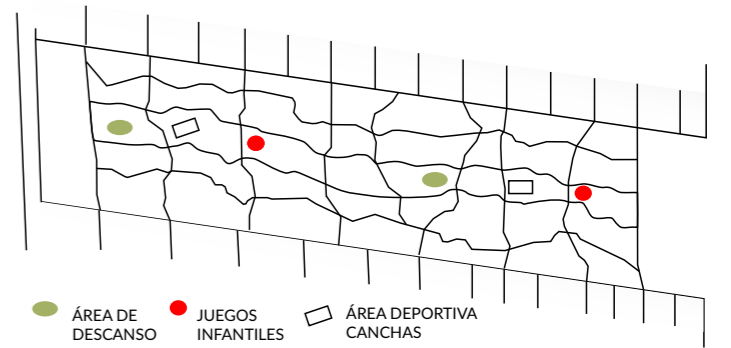 ÁREA DE
DESCANSO
JUEGOS
INFANTILES
ÁREA DEPORTIVA
CANCHAS